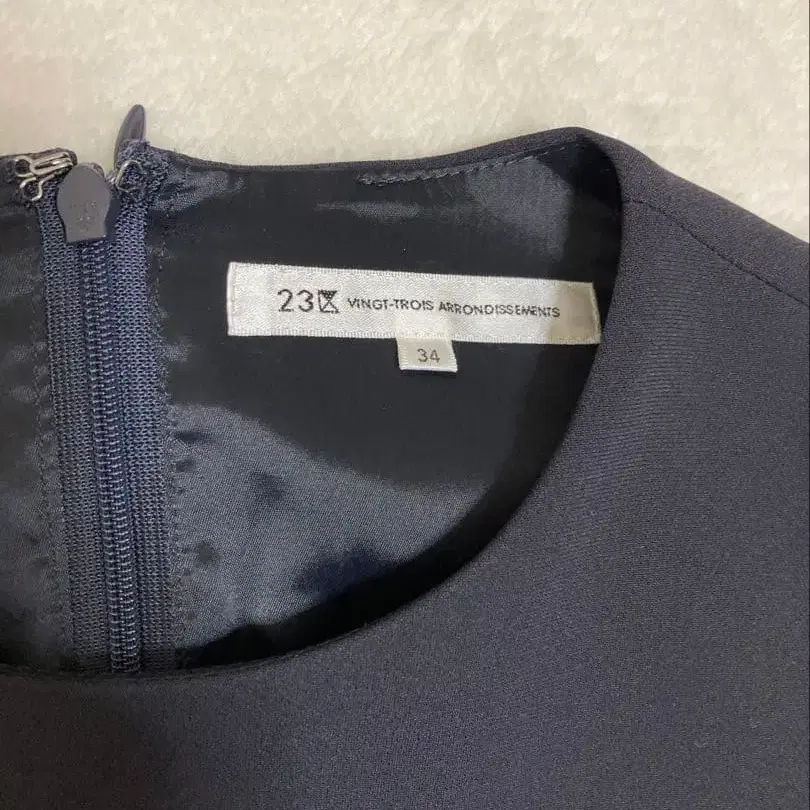 23区 VINGT-TROIS ARRONDISSEMENTS
34